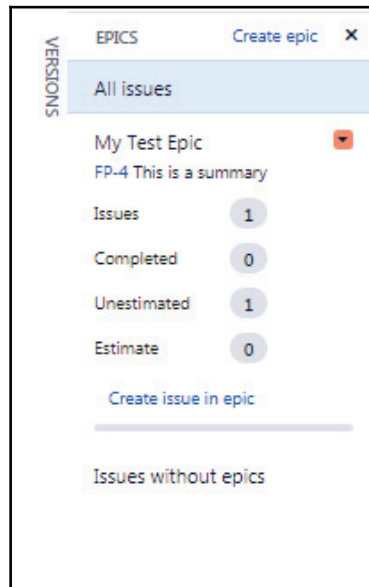 VERSIONS
EPICS Create epic ×
All issues
My Test Epic
FP-4 This is a summary
Issues 1
Completed 0
Unestimated 1
Estimate 0
Create issue in epic
Issues without epics